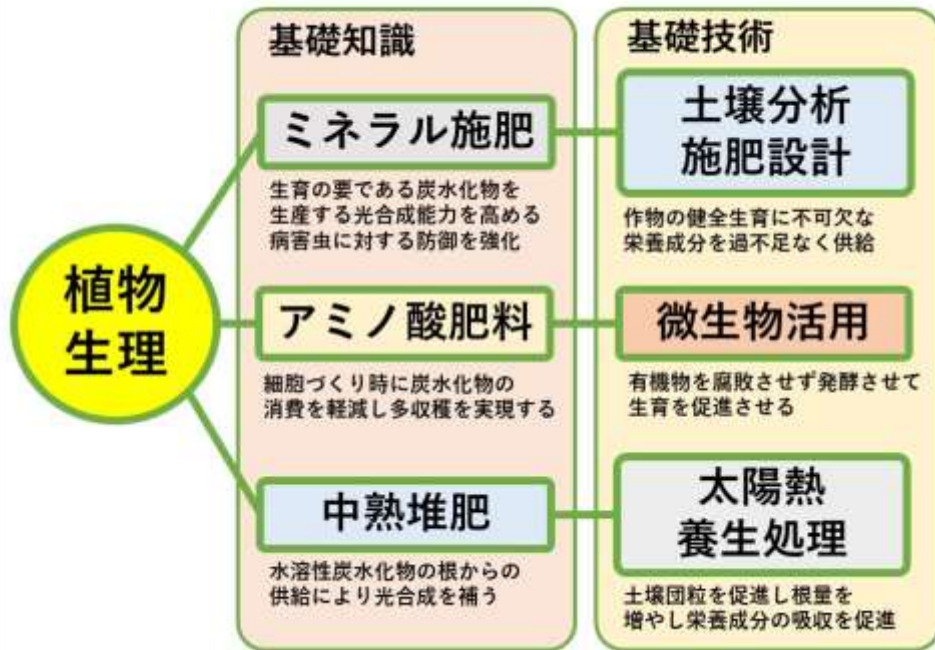 植物
生理
基礎知識
ミネラル施肥
生育の要である炭水化物を
生産する光合成能力を高める
病害虫に対する防御を強化
アミノ酸肥料
細胞づくり時に炭水化物の
消費を軽減し多収穫を実現する
中熟堆肥
水溶性炭水化物の根からの
供給により光合成を補う
基礎技術
土壌分析
施肥設計
作物の健全生育に不可欠な
栄養成分を過不足なく供給
微生物活用
有機物を腐敗させず発酵させて
生育を促進させる
太陽熱
養生処理
土壌団粒を促進し根量を
増やし栄養成分の吸収を促進